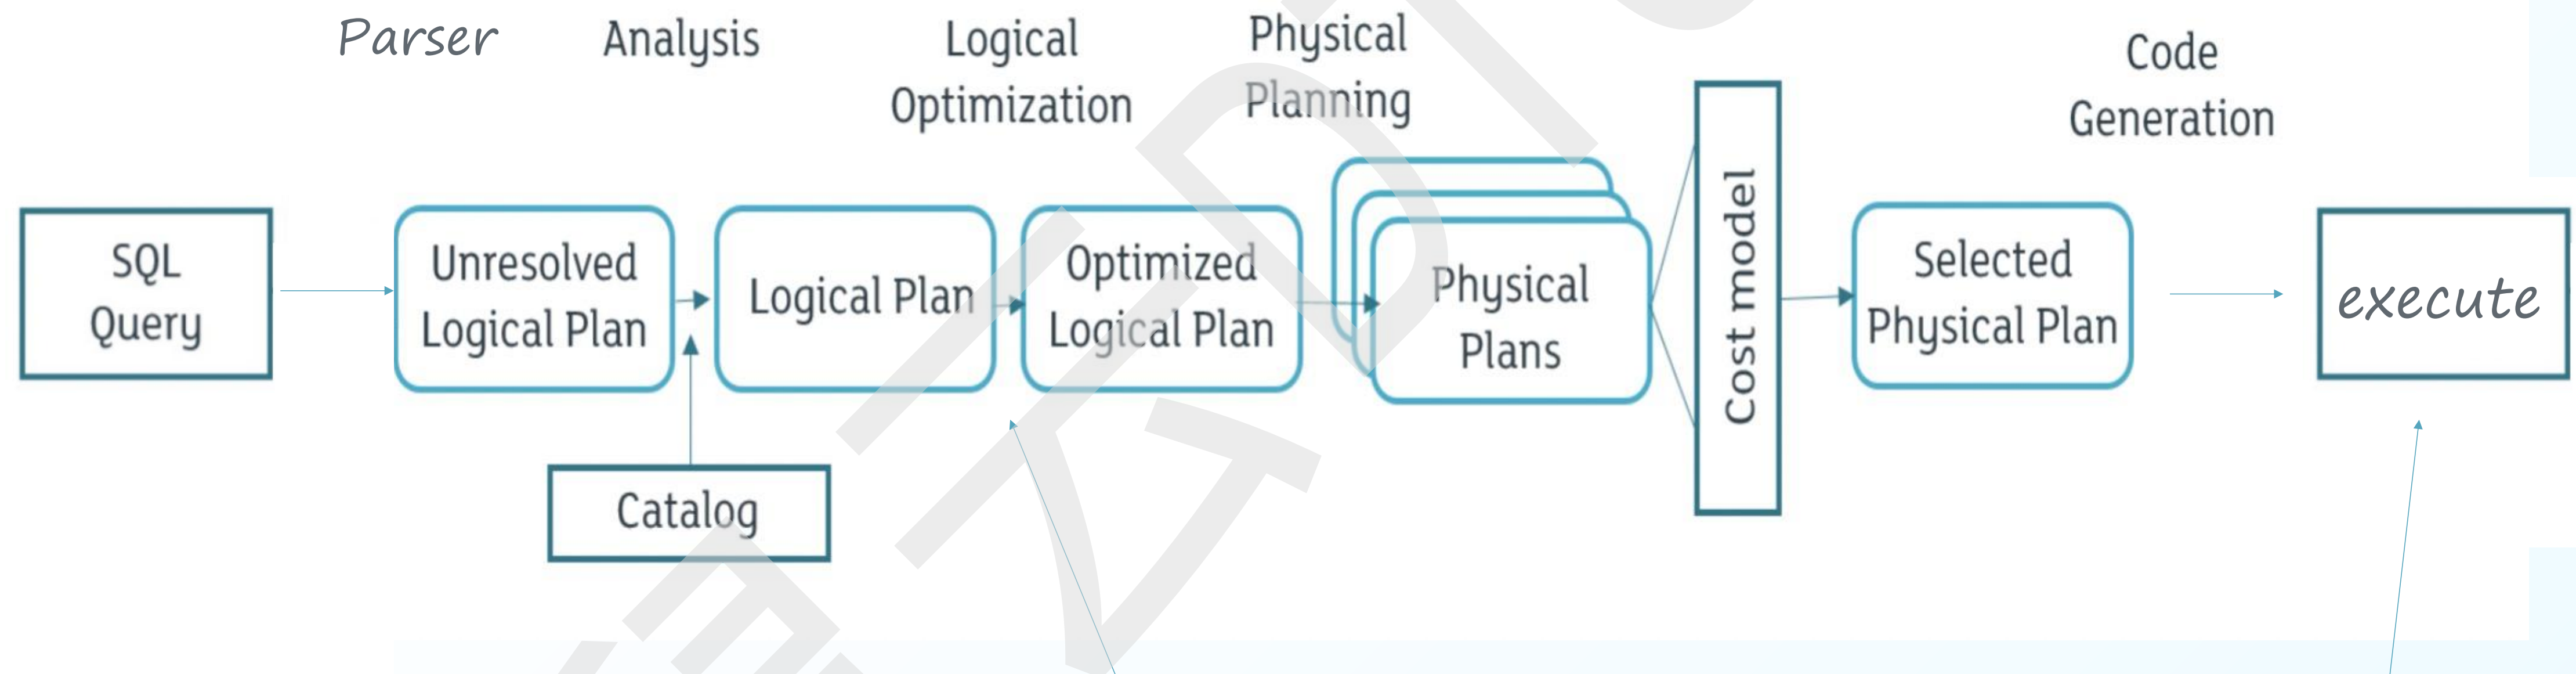 Parser
Analysis
Logical
Optimization
Physical
Planning
Code
Generation
SQL
Query
Unresolved
Logical Plan
Logical Plan
Optimized
Logical Plan
Physical
Plans
Cost model
Selected
Physical Plan
execute
Catalog